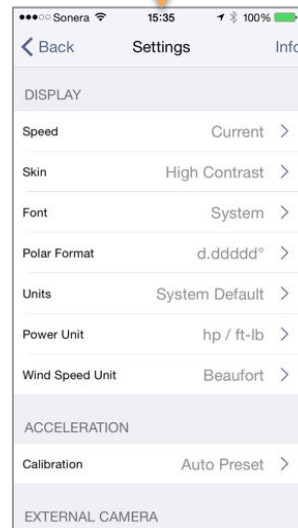 Sonera 15:35 100%
Back Settings Info
DISPLAY
Speed Current
Skin High Contrast
Font System
Polar Format d.ddddd°
Units System Default
Power Unit hp / ft-lb
Wind Speed Unit Beaufort
ACCELERATION
Calibration Auto Preset
EXTERNAL CAMERA